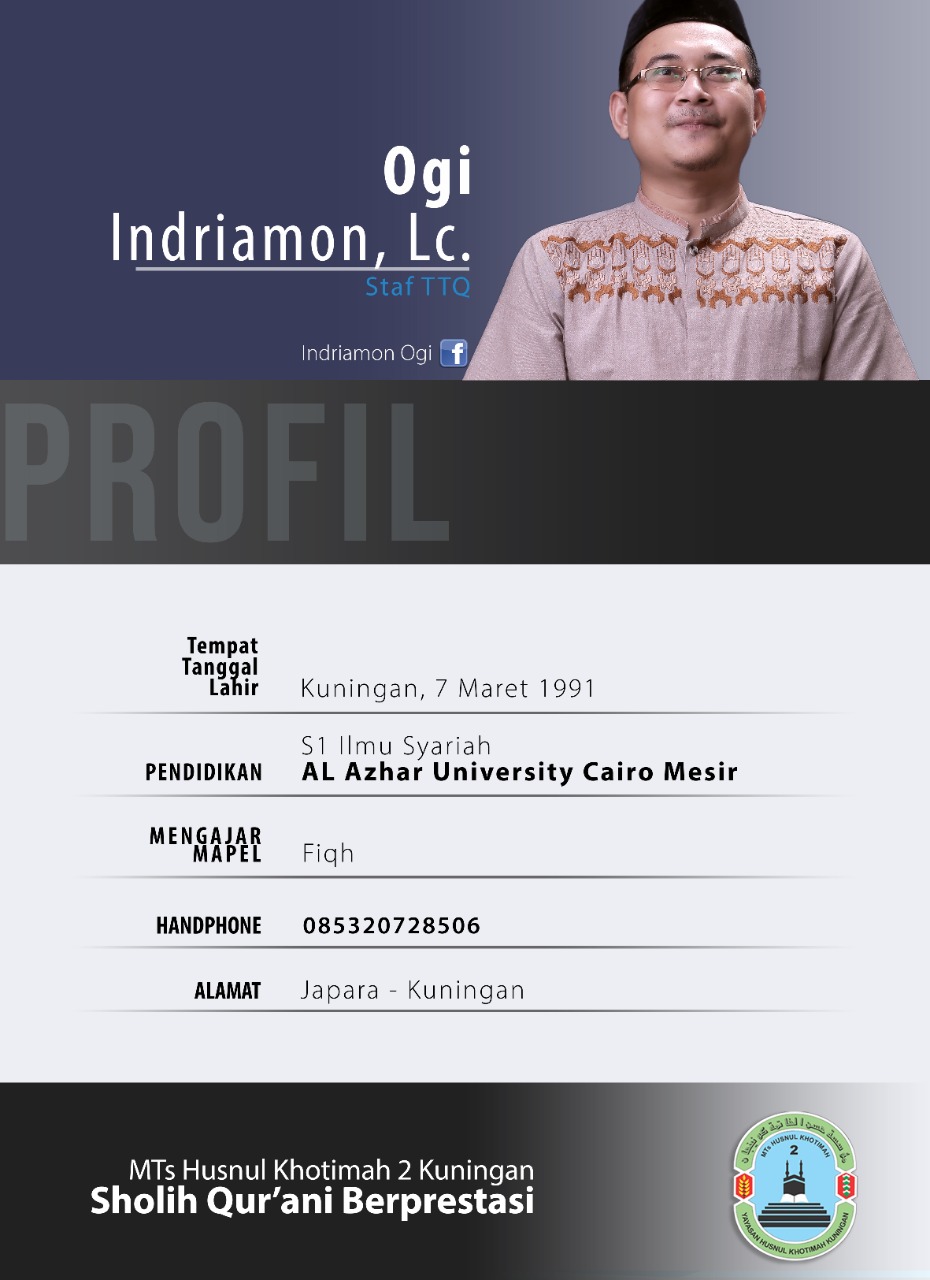 Ogi
Indriamon, Lc.
Staf TTQ
Indriamon Ogi
PROFIL
Tempat
Tanggal
Lahir
Kuningan, 7 Maret 1991
PENDIDIKAN
S1 Ilmu Syariah
AL Azhar University Cairo Mesir
MENGAJAR
MAPEL
Fiqh
HANDPHONE
085320728506
ALAMAT
Japara - Kuningan
MTs Husnul Khotimah 2 Kuningan
Sholih Qur’ani Berprestasi
MTs HUSNUL KHOTIMAH
2
YAYASAN HUSNUL KHOTIMAH KUNINGAN